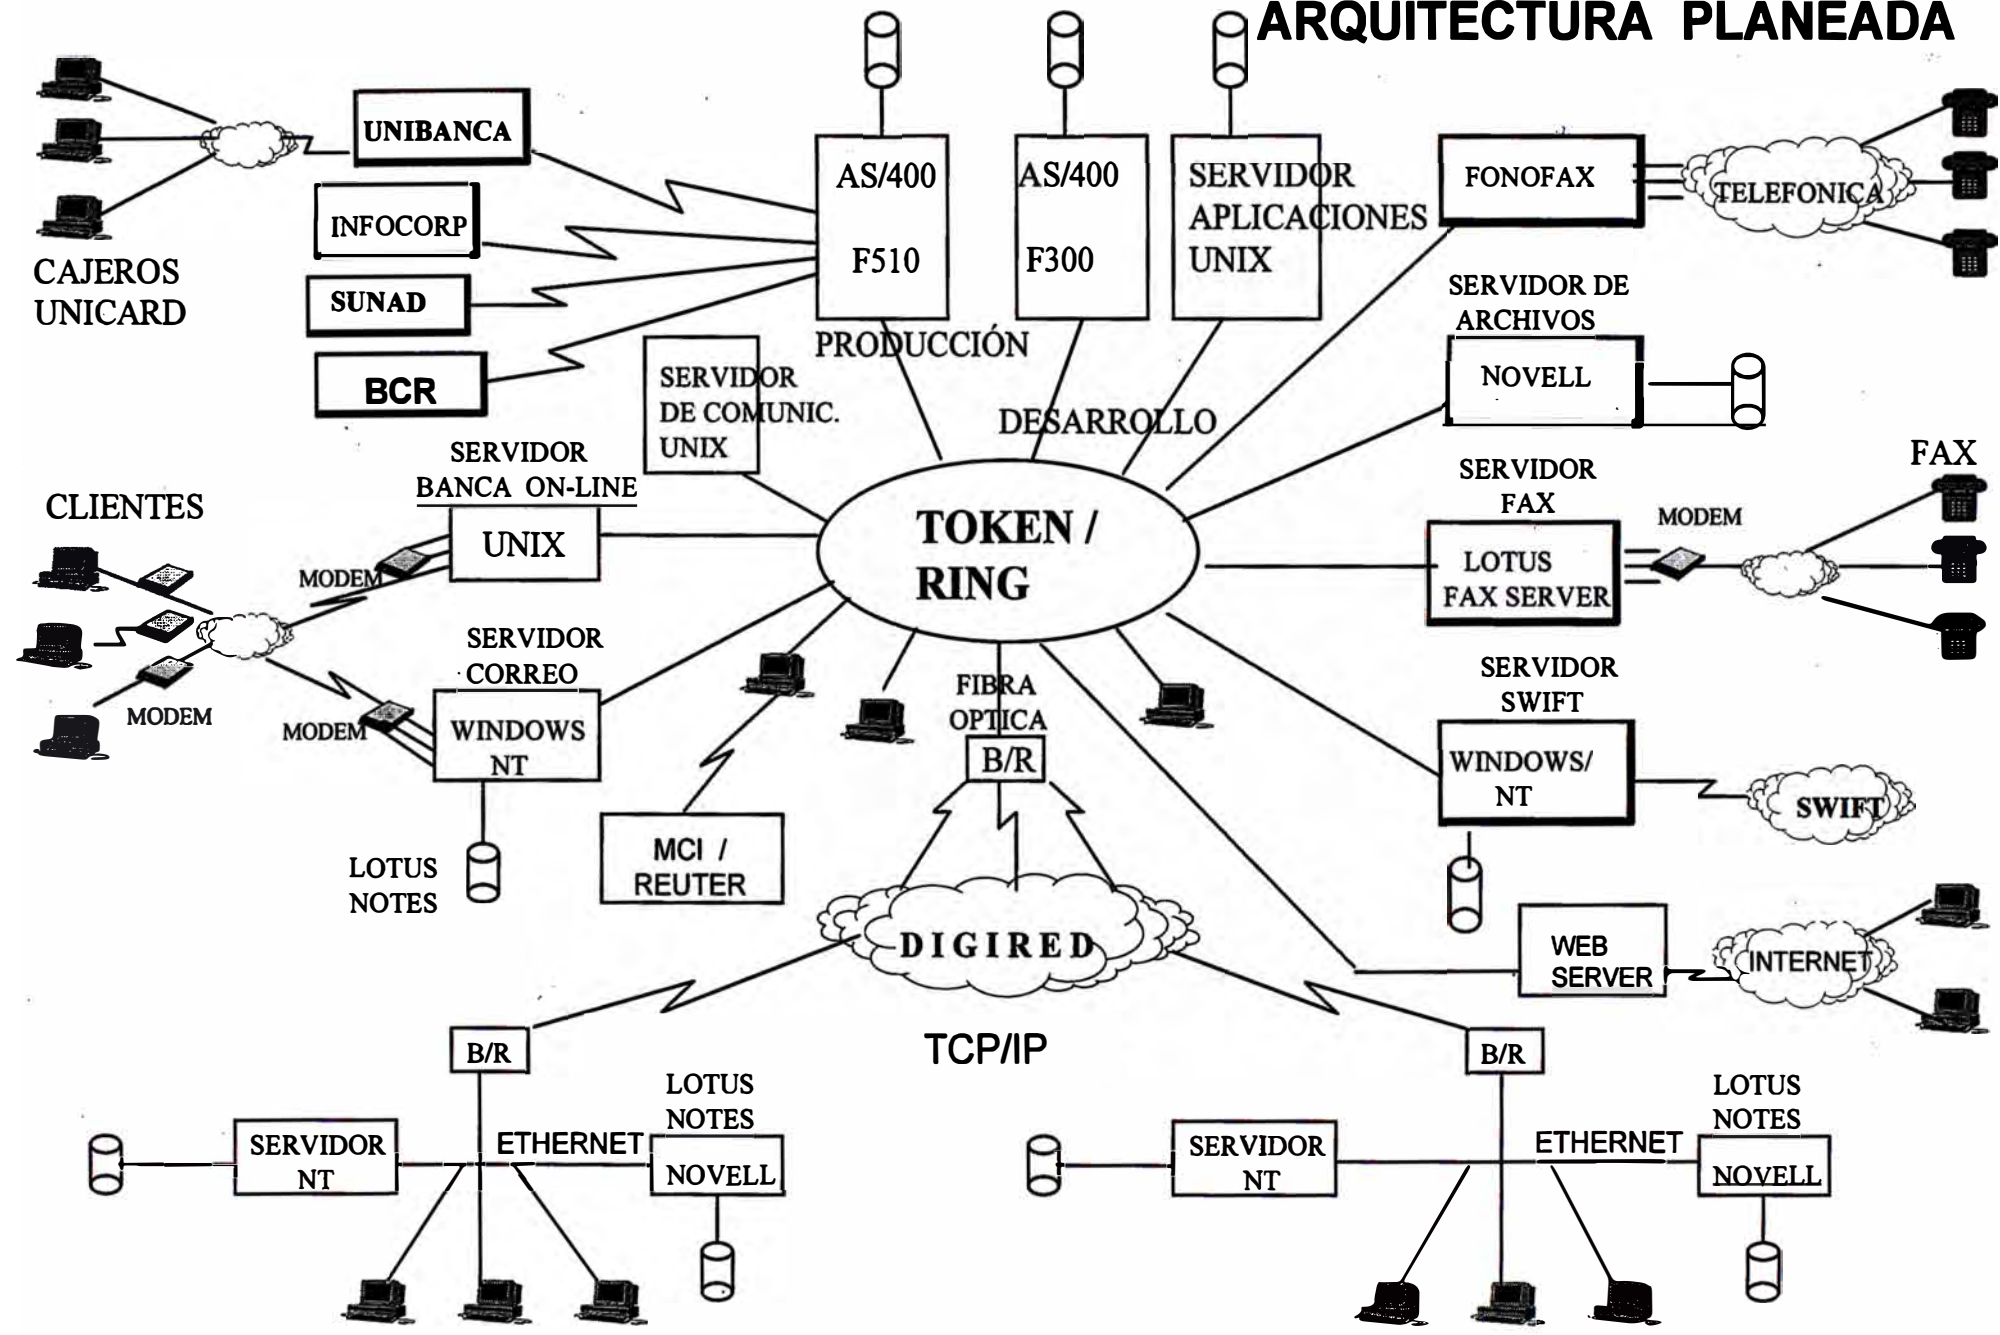 ARQUITECTURA PLANEADA
UNIBANCA
INFOCORP
SUNAD
BCR
CAJEROS
UNICARD
AS/400
F510
PRODUCCIÓN
AS/400
F300
SERVIDOR
APLICACIONES
UNIX
DESARROLLO
FONOFAX
TELEFONICA
SERVIDOR DE
ARCHIVOS
NOVELL
SERVIDOR
DE COMUNIC.
UNIX
SERVIDOR
BANCA ON-LINE
UNIX
CLIENTES
MODEM
MODEM
MODEM
SERVIDOR
CORREO
WINDOWS
NT
LOTUS
NOTES
TOKEN /
RING
SERVIDOR
FAX
LOTUS
FAX SERVER
MODEM
FAX
SERVIDOR
SWIFT
WINDOWS/
NT
SWIFT
FIBRA
OPTICA
B/R
MCI /
REUTER
DIGIRED
TCP/IP
WEB
SERVER
INTERNET
B/R
SERVIDOR
NT
ETHERNET
LOTUS
NOTES
NOVELL
B/R
SERVIDOR
NT
ETHERNET
LOTUS
NOTES
NOVELL